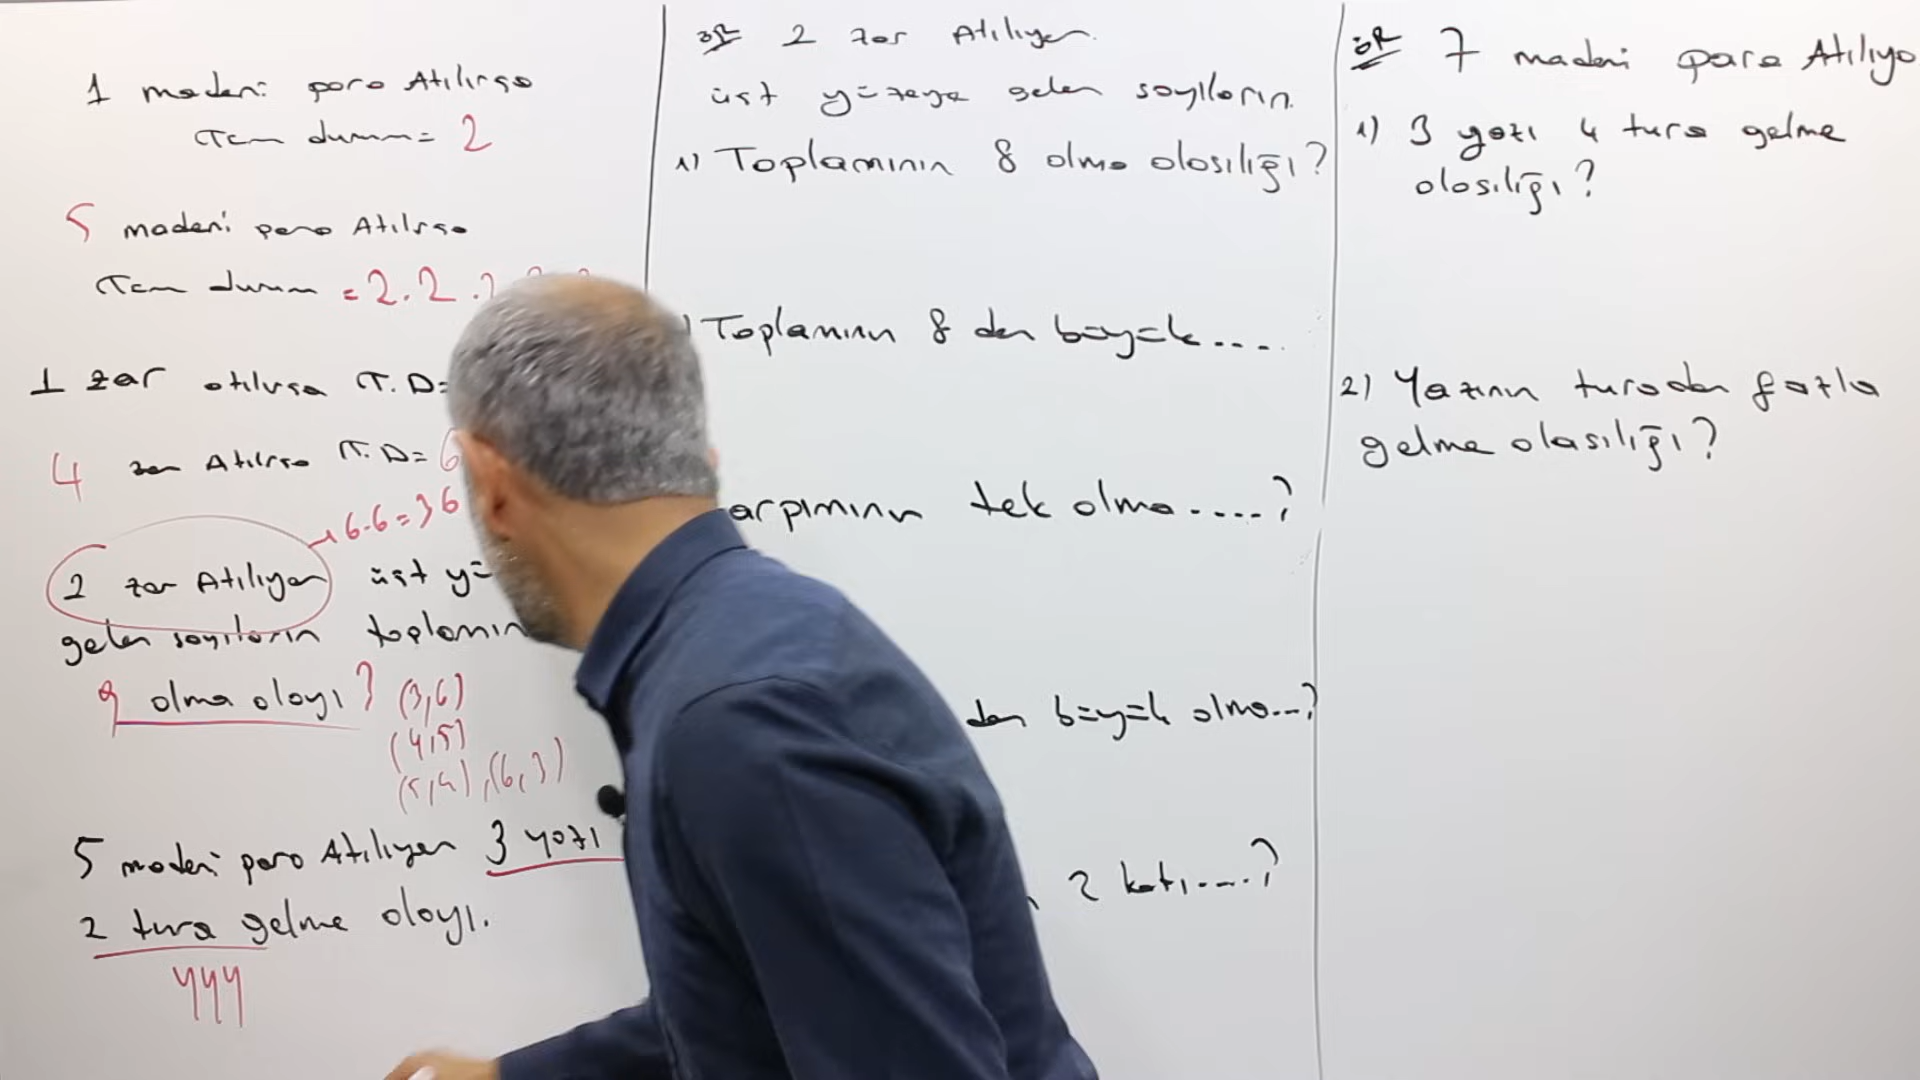 1 madeni para Atılırsa
Tüm durum = 2
5 madeni para Atılırsa
Tüm durum = 2.2.2
1 zar atılırsa T.D=
4 zar Atılırsa T.D= 6
6.6=36
2 zar Atılıyor üst yü
gelen sayıların toplamın
9 olma olayı? (3,6)
(4,5)
(5,4),(6,3)
5 madeni para Atılıyor 3 yazı
2 tura gelme olayı.
YYY
ÖR 2 zar Atılıyor.
üst yüzeye gelen sayıların.
1) Toplamının 8 olma olasılığı?
) Toplamının 8 den büyük....
arpımının tek olma.....?
den büyük olma...?
2 katı....?
ÖR 7 madeni para Atılıyo
1) 3 yazı 4 tura gelme
olasılığı?
2) Yazının turadan fazla
gelme olasılığı?